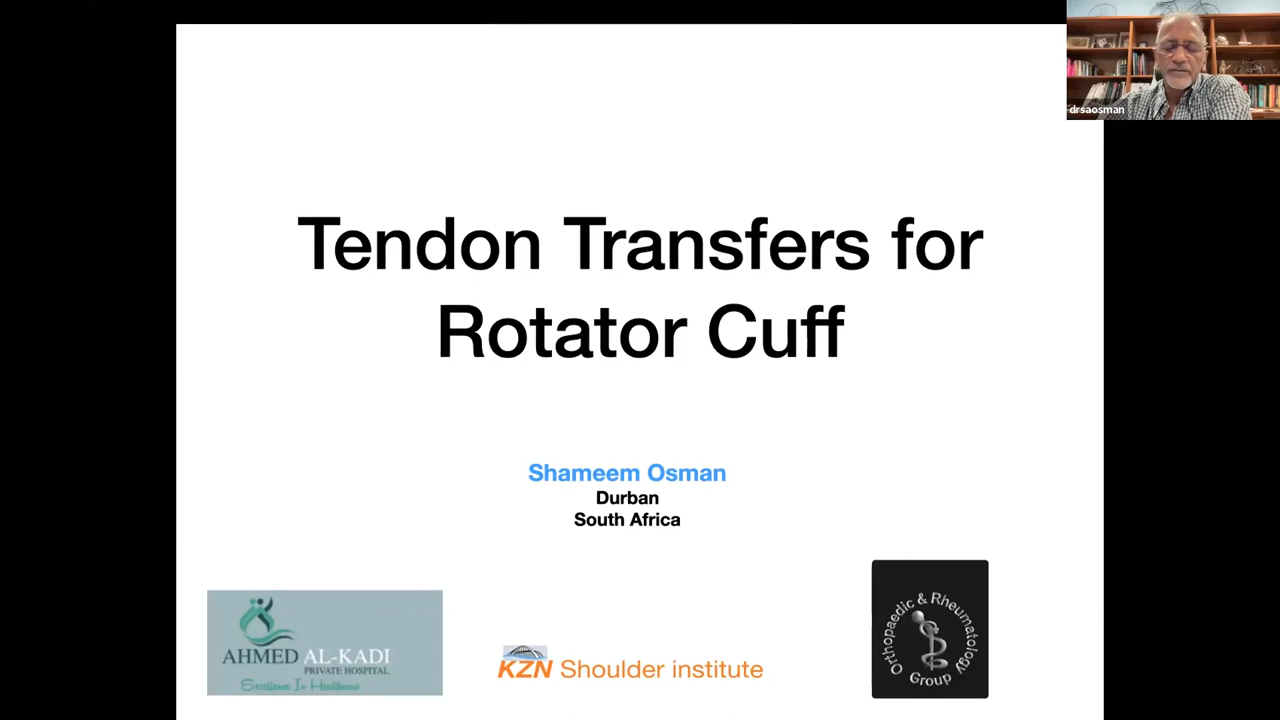 drsaosman
Tendon Transfers for
Rotator Cuff
Shameem Osman
Durban
South Africa
AHMED AL-KADI
PRIVATE HOSPITAL
Excellence In Healthcare
KZN Shoulder institute
Orthopaedic & Rheumatology
Group